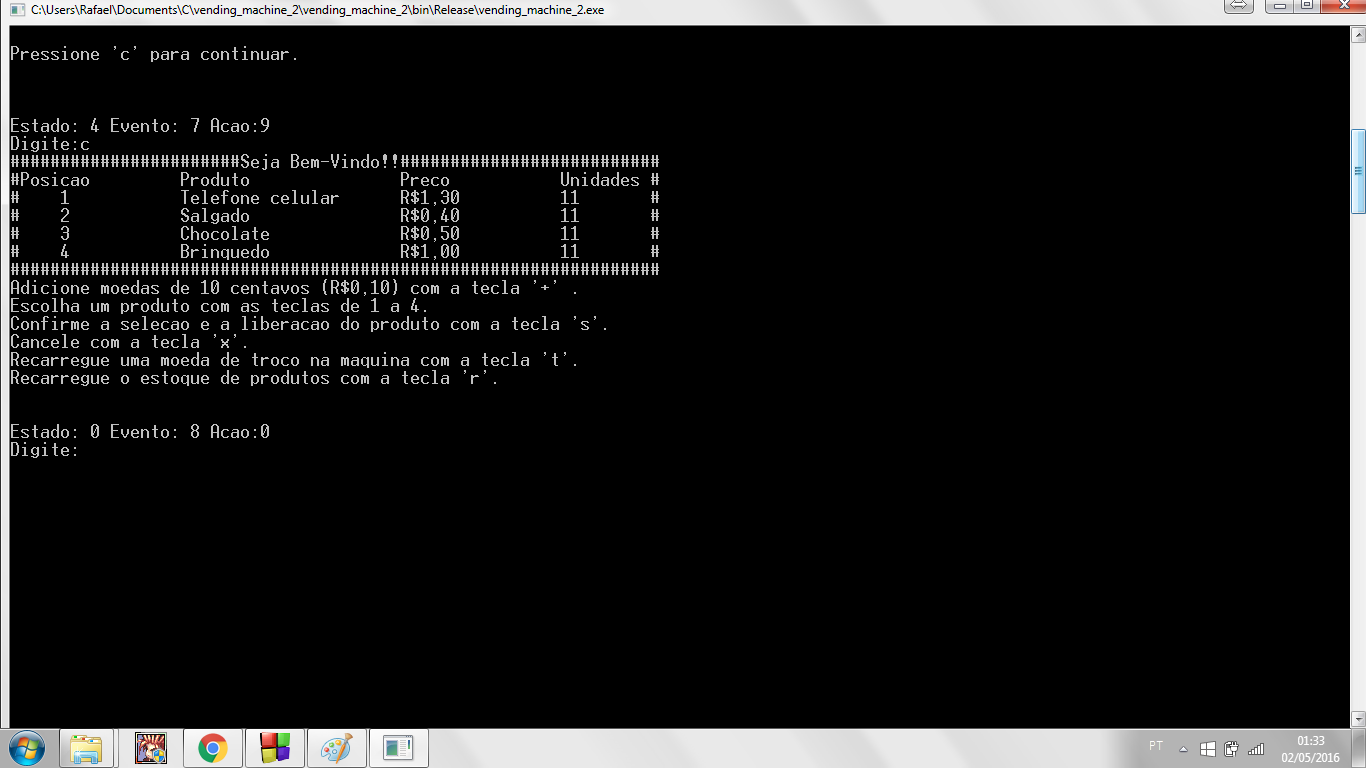 C:\Users\Rafael\Documents\C\vending_machine_2\vending_machine_2\bin\Release\vending_machine_2.exe
Pressione 'c' para continuar.
Estado: 4 Evento: 7 Acao:9
Digite:c
#######################Seja Bem-Vindo!!##########################
#Posicao Produto Preco Unidades #
# 1 Telefone celular R$1,30 11 #
# 2 Salgado R$0,40 11 #
# 3 Chocolate R$0,50 11 #
# 4 Brinquedo R$1,00 11 #
#################################################################
Adicione moedas de 10 centavos (R$0,10) com a tecla '+' .
Escolha um produto com as teclas de 1 a 4.
Confirme a selecao e a liberacao do produto com a tecla 's'.
Cancele com a tecla 'x'.
Recarregue uma moeda de troco na maquina com a tecla 't'.
Recarregue o estoque de produtos com a tecla 'r'.
Estado: 0 Evento: 8 Acao:0
Digite:
PT
01:33
02/05/2016